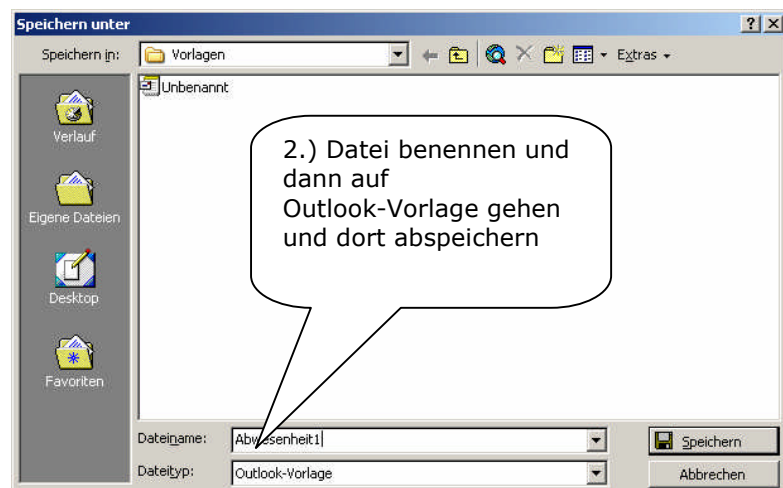 Speichern unter
Speichern in:
Vorlagen
Extras
Unbenannt
Verlauf
Eigene Dateien
Desktop
Favoriten
2.) Datei benennen und
dann auf
Outlook-Vorlage gehen
und dort abspeichern
Dateiname:
Abwesenheit1
Speichern
Dateityp:
Outlook-Vorlage
Abbrechen